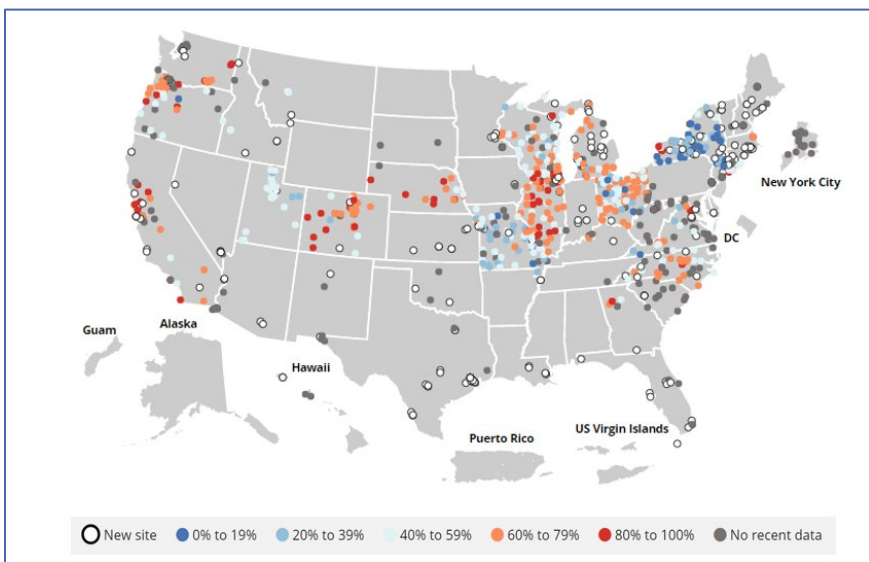 New York City
DC
Guam
Alaska
Hawaii
US Virgin Islands
Puerto Rico
New site
0% to 19%
20% to 39%
40% to 59%
60% to 79%
80% to 100%
No recent data